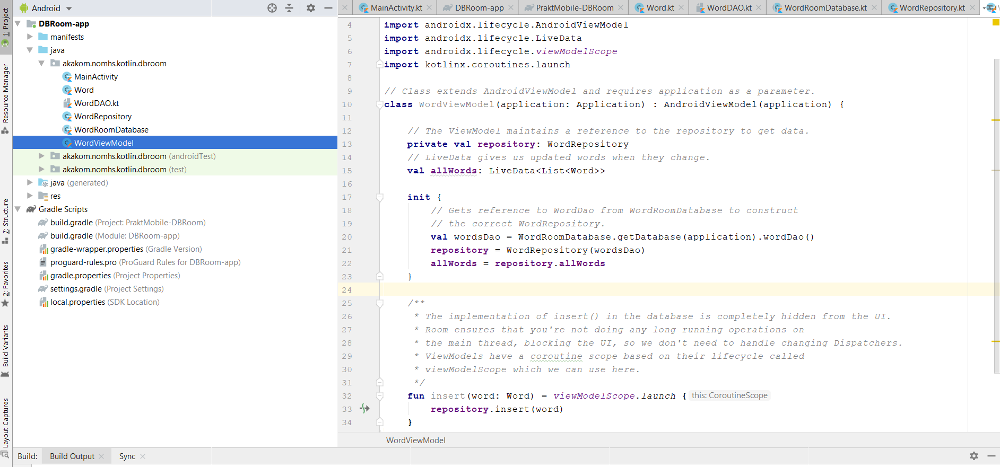 Android
MainActivity.kt
DBRoom-app
PraktMobile-DBRoom
Word.kt
WordDAO.kt
WordRoomDatabase.kt
WordRepository.kt
1: Project
Resource Manager
7: Structure
2: Favorites
Build Variants
Layout Captures
DBRoom-app
manifests
java
akakom.nomhs.kotlin.dbroom
MainActivity
Word
WordDAO.kt
WordRepository
WordRoomDatabase
WordViewModel
akakom.nomhs.kotlin.dbroom (androidTest)
akakom.nomhs.kotlin.dbroom (test)
java (generated)
res
Gradle Scripts
build.gradle (Project: PraktMobile-DBRoom)
build.gradle (Module: DBRoom-app)
gradle-wrapper.properties (Gradle Version)
proguard-rules.pro (ProGuard Rules for DBRoom-app)
gradle.properties (Project Properties)
settings.gradle (Project Settings)
local.properties (SDK Location)
4 import androidx.lifecycle.AndroidViewModel
5 import androidx.lifecycle.LiveData
6 import androidx.lifecycle.viewModelScope
7 import kotlinx.coroutines.launch
8
9 // Class extends AndroidViewModel and requires application as a parameter.
10 class WordViewModel(application: Application) : AndroidViewModel(application) {
11
12 // The ViewModel maintains a reference to the repository to get data.
13 private val repository: WordRepository
14 // LiveData gives us updated words when they change.
15 val allWords: LiveData<List<Word>>
16
17 init {
18 // Gets reference to WordDao from WordRoomDatabase to construct
19 // the correct WordRepository.
20 val wordsDao = WordRoomDatabase.getDatabase(application).wordDao()
21 repository = WordRepository(wordsDao)
22 allWords = repository.allWords
23 }
24
25 /**
26 * The implementation of insert() in the database is completely hidden from the UI.
27 * Room ensures that you're not doing any long running operations on
28 * the main thread, blocking the UI, so we don't need to handle changing Dispatchers.
29 * ViewModels have a coroutine scope based on their lifecycle called
30 * viewModelScope which we can use here.
31 */
32 fun insert(word: Word) = viewModelScope.launch { this: CoroutineScope
33 repository.insert(word)
34 }
WordViewModel
Build: Build Output Sync